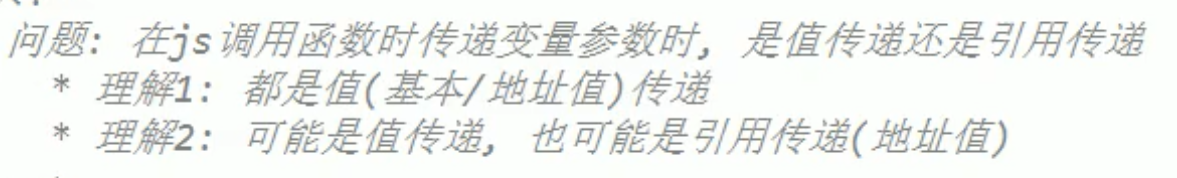 问题: 在js调用函数时传递变量参数时, 是值传递还是引用传递
* 理解1: 都是值(基本/地址值)传递
* 理解2: 可能是值传递, 也可能是引用传递(地址值)